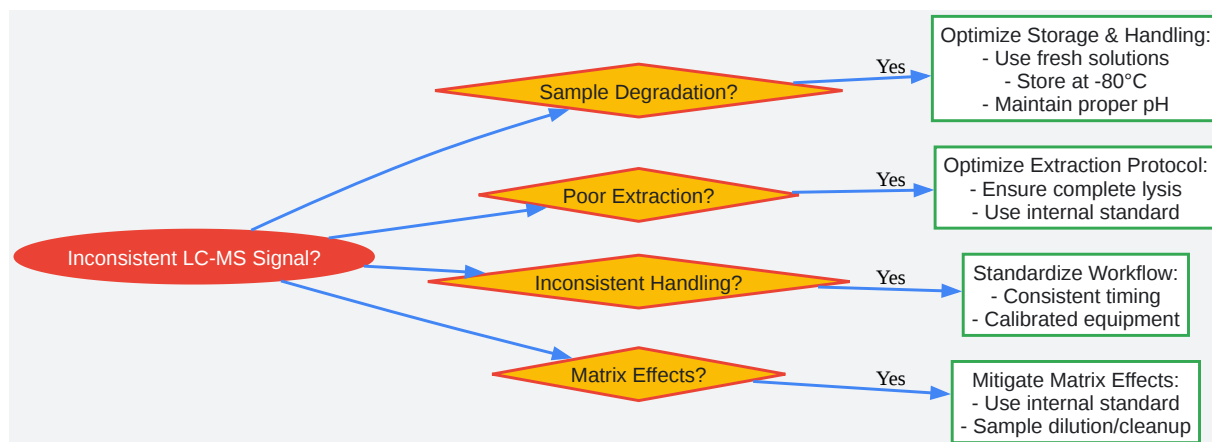 Inconsistent LC-MS Signal?
Sample Degradation?
Yes
Optimize Storage & Handling:
- Use fresh solutions
- Store at -80°C
- Maintain proper pH
Poor Extraction?
Yes
Optimize Extraction Protocol:
- Ensure complete lysis
- Use internal standard
Inconsistent Handling?
Yes
Standardize Workflow:
- Consistent timing
- Calibrated equipment
Matrix Effects?
Yes
Mitigate Matrix Effects:
- Use internal standard
- Sample dilution/cleanup